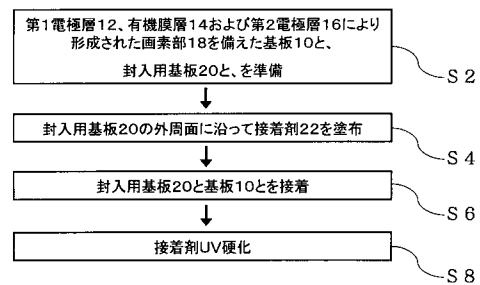 第1電極層12、有機膜層14および第2電極層16により
形成された画素部18を備えた基板10と、
封入用基板20と、を準備
S2
封入用基板20の外周面に沿って接着剤22を塗布
S4
封入用基板20と基板10とを接着
S6
接着剤UV硬化
S8